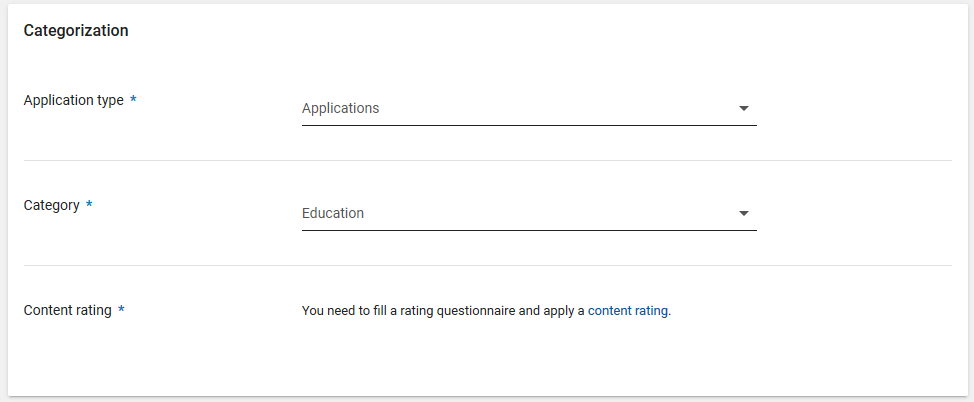 Categorization
Application type *
Applications
Category *
Education
Content rating *
You need to fill a rating questionnaire and apply a content rating.